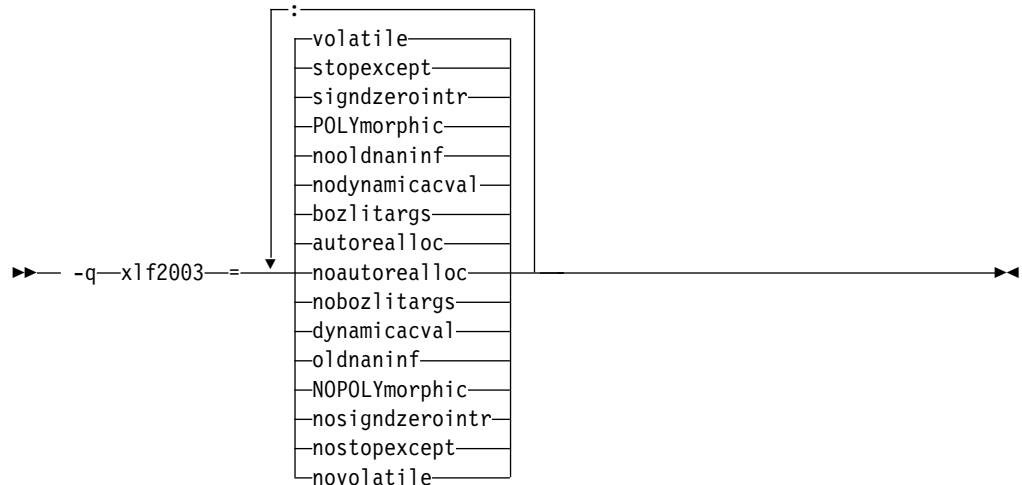 :
volatile
stopexcept
signdzerointr
POLYmorphic
nooldnaninf
nodynamicacval
bozlitargs
autorealloc
-q xlf2003 = noautorealloc
nobozlitargs
dynamicacval
oldnaninf
NOPOLYmorphic
nosigndzerointr
nostopexcept
novolatile